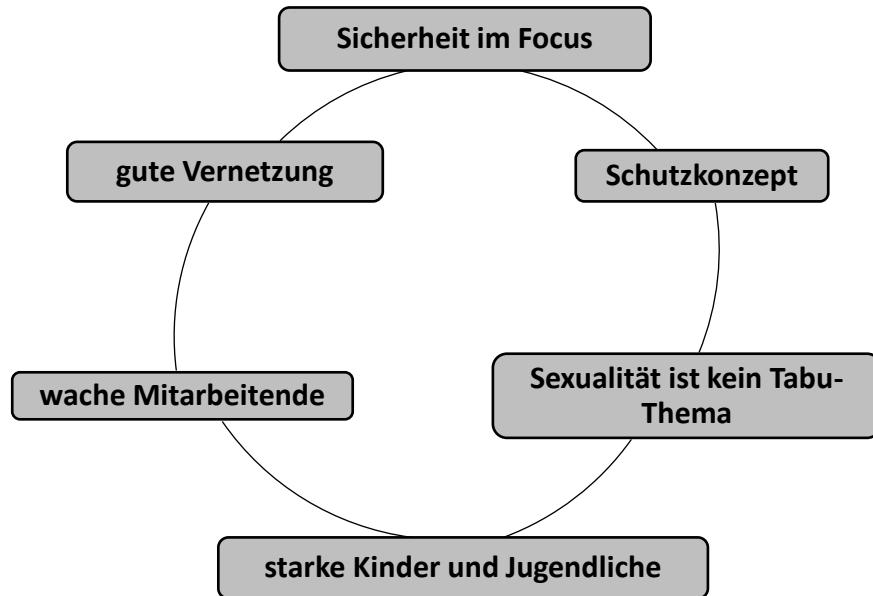 Sicherheit im Focus
gute Vernetzung
Schutzkonzept
wache Mitarbeitende
Sexualität ist kein Tabu-
Thema
starke Kinder und Jugendliche